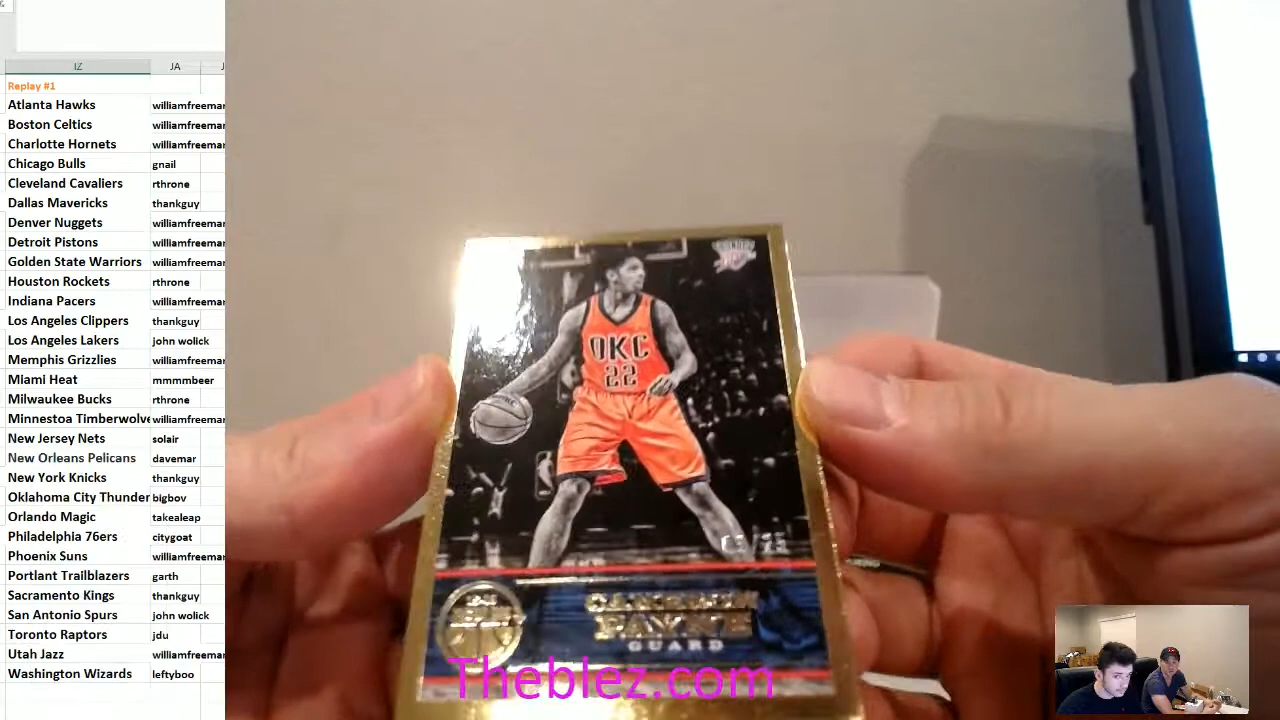 IZ JA
Replay #1
Atlanta Hawks williamfreemar
Boston Celtics williamfreemar
Charlotte Hornets williamfreemar
Chicago Bulls gnail
Cleveland Cavaliers rthrone
Dallas Mavericks thankguy
Denver Nuggets williamfreemar
Detroit Pistons williamfreemar
Golden State Warriors williamfreemar
Houston Rockets rthrone
Indiana Pacers williamfreemar
Los Angeles Clippers thankguy
Los Angeles Lakers john wolick
Memphis Grizzlies williamfreemar
Miami Heat mmmmbeer
Milwaukee Bucks rthrone
Minnestoa Timberwolve williamfreemar
New Jersey Nets solair
New Orleans Pelicans davemar
New York Knicks thankguy
Oklahoma City Thunder bigbov
Orlando Magic takealeap
Philadelphia 76ers citygoat
Phoenix Suns williamfreemar
Portlant Trailblazers garth
Sacramento Kings thankguy
San Antonio Spurs john wolick
Toronto Raptors jdu
Utah Jazz williamfreemar
Washington Wizards leftyboo
OKC
22
CAMERON
PAYNE
GUARD
Theblez.com